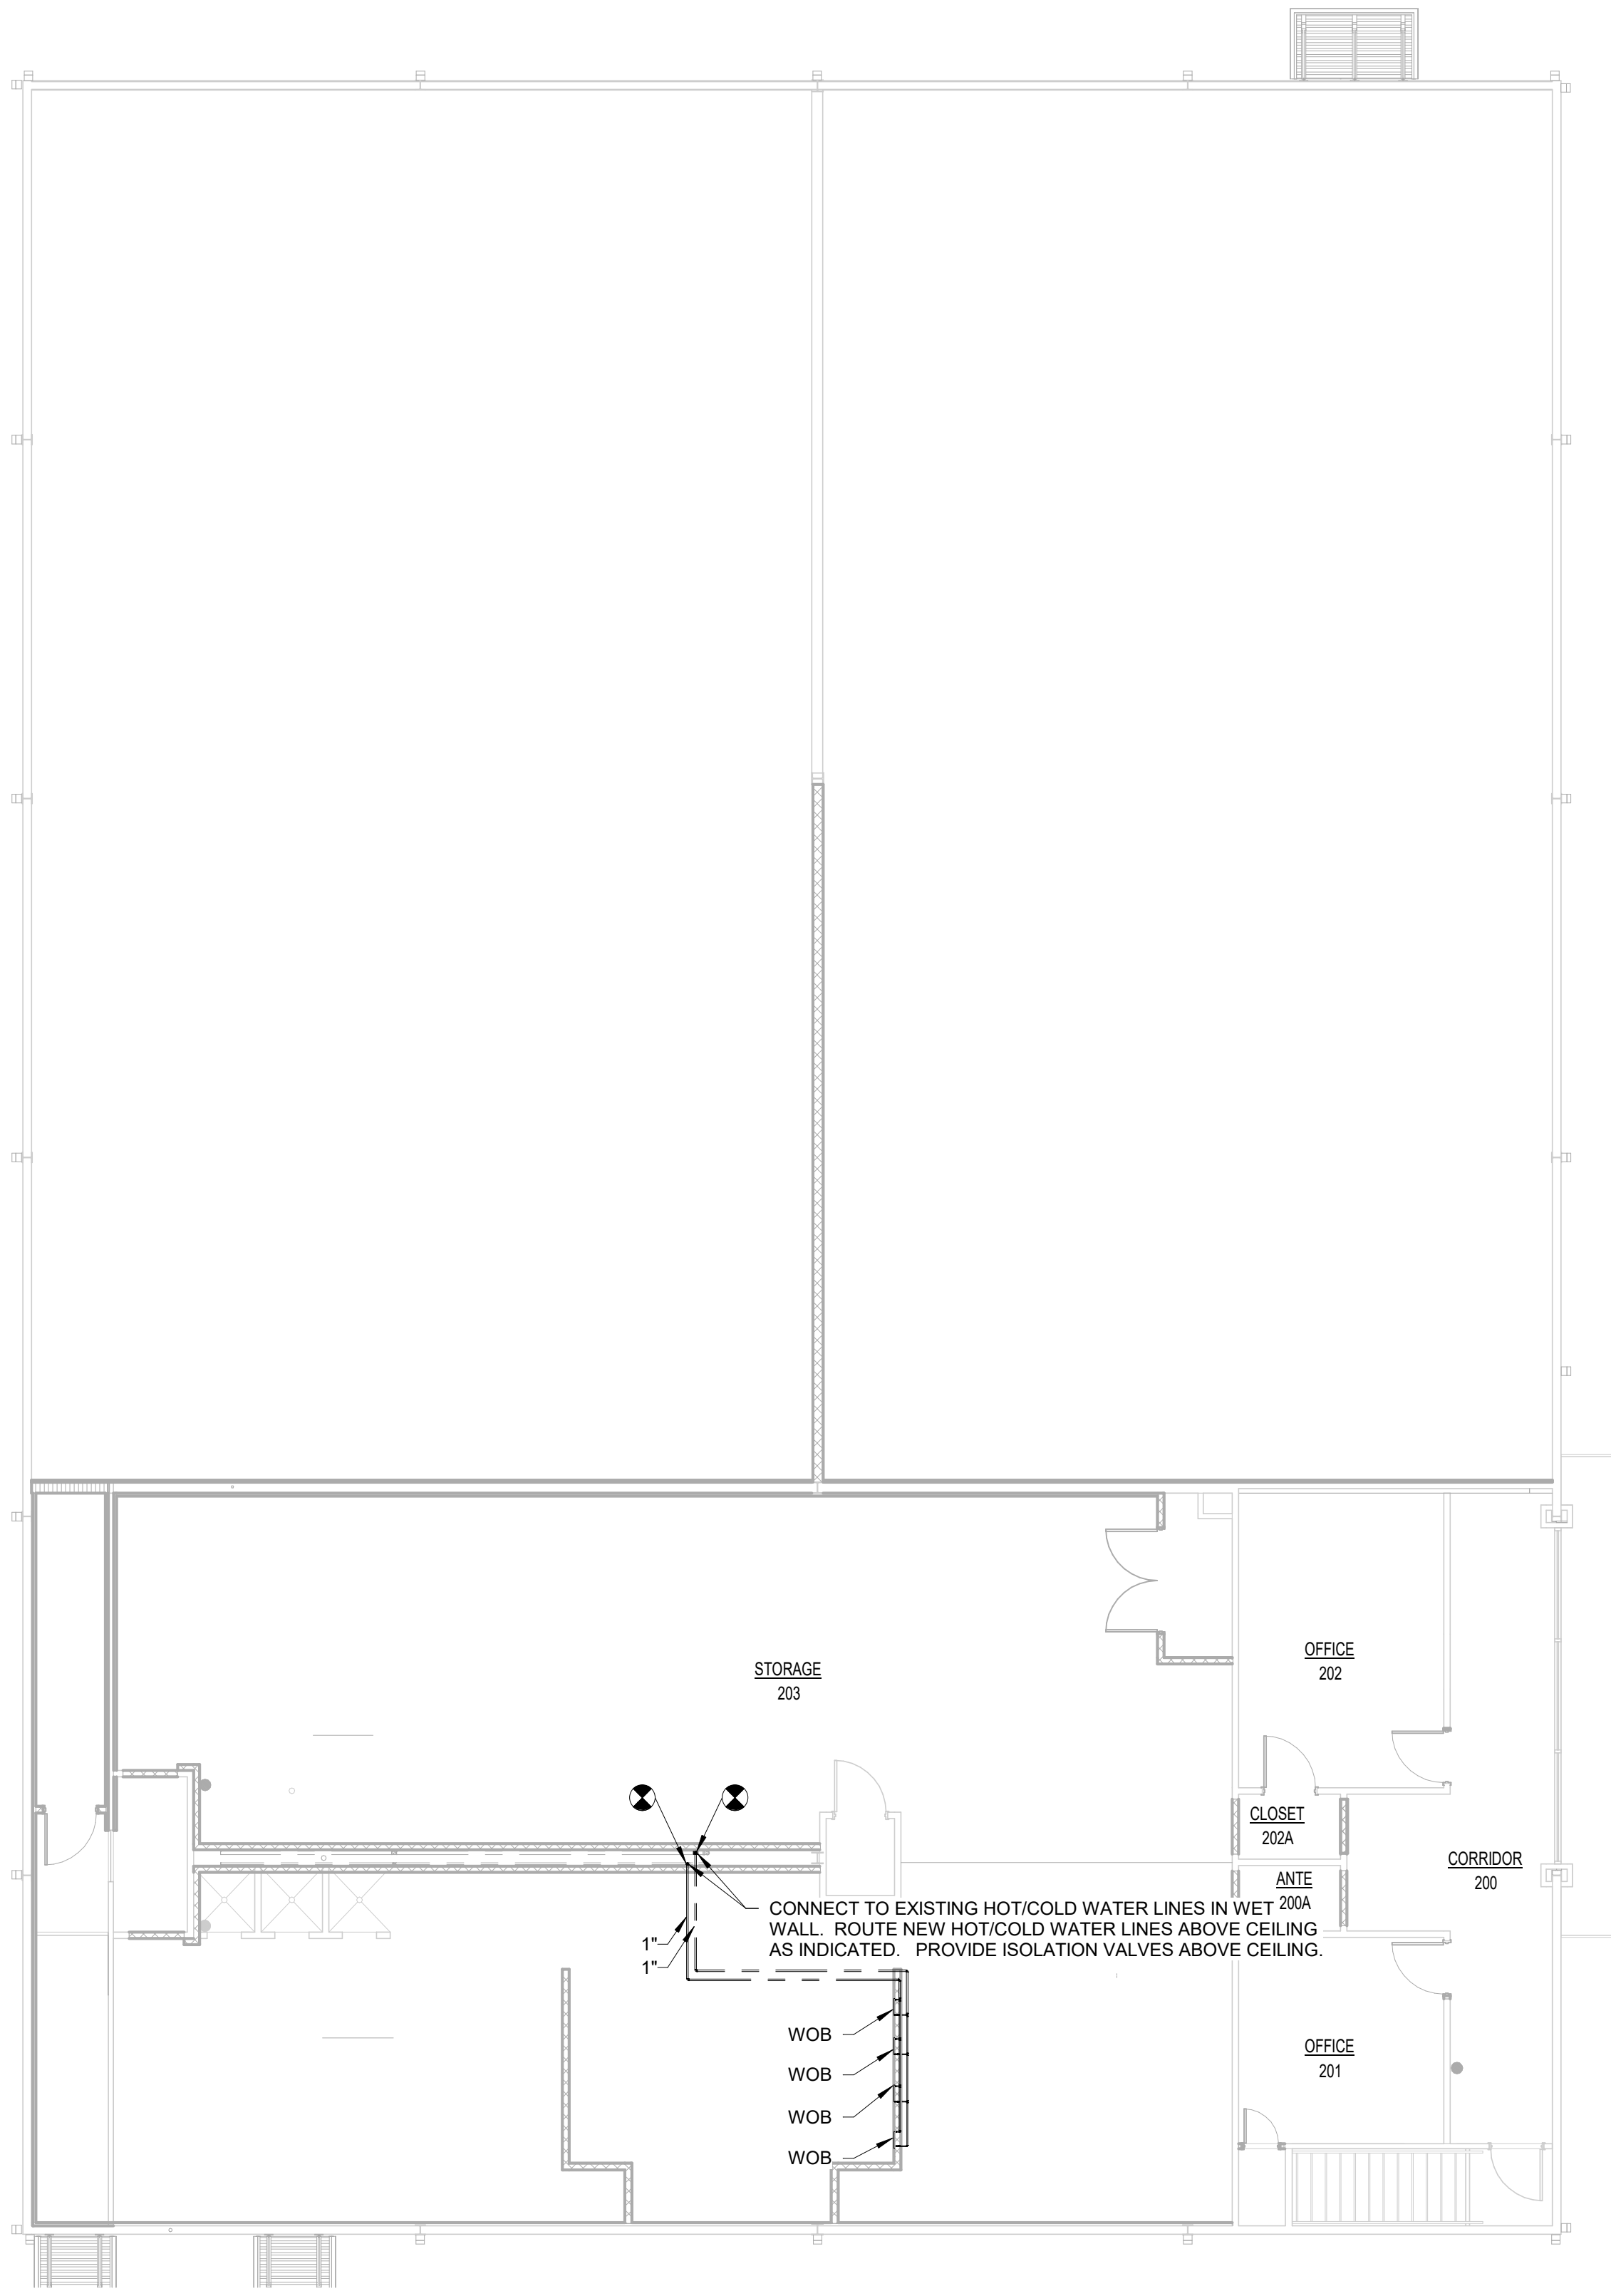 OFFICE
202
STORAGE
203
CLOSET
202A
CORRIDOR
200
ANTE
200A
CONNECT TO EXISTING HOT/COLD WATER LINES IN WET
WALL. ROUTE NEW HOT/COLD WATER LINES ABOVE CEILING
AS INDICATED. PROVIDE ISOLATION VALVES ABOVE CEILING.
1"
1"
WOB
WOB
WOB
WOB
OFFICE
201